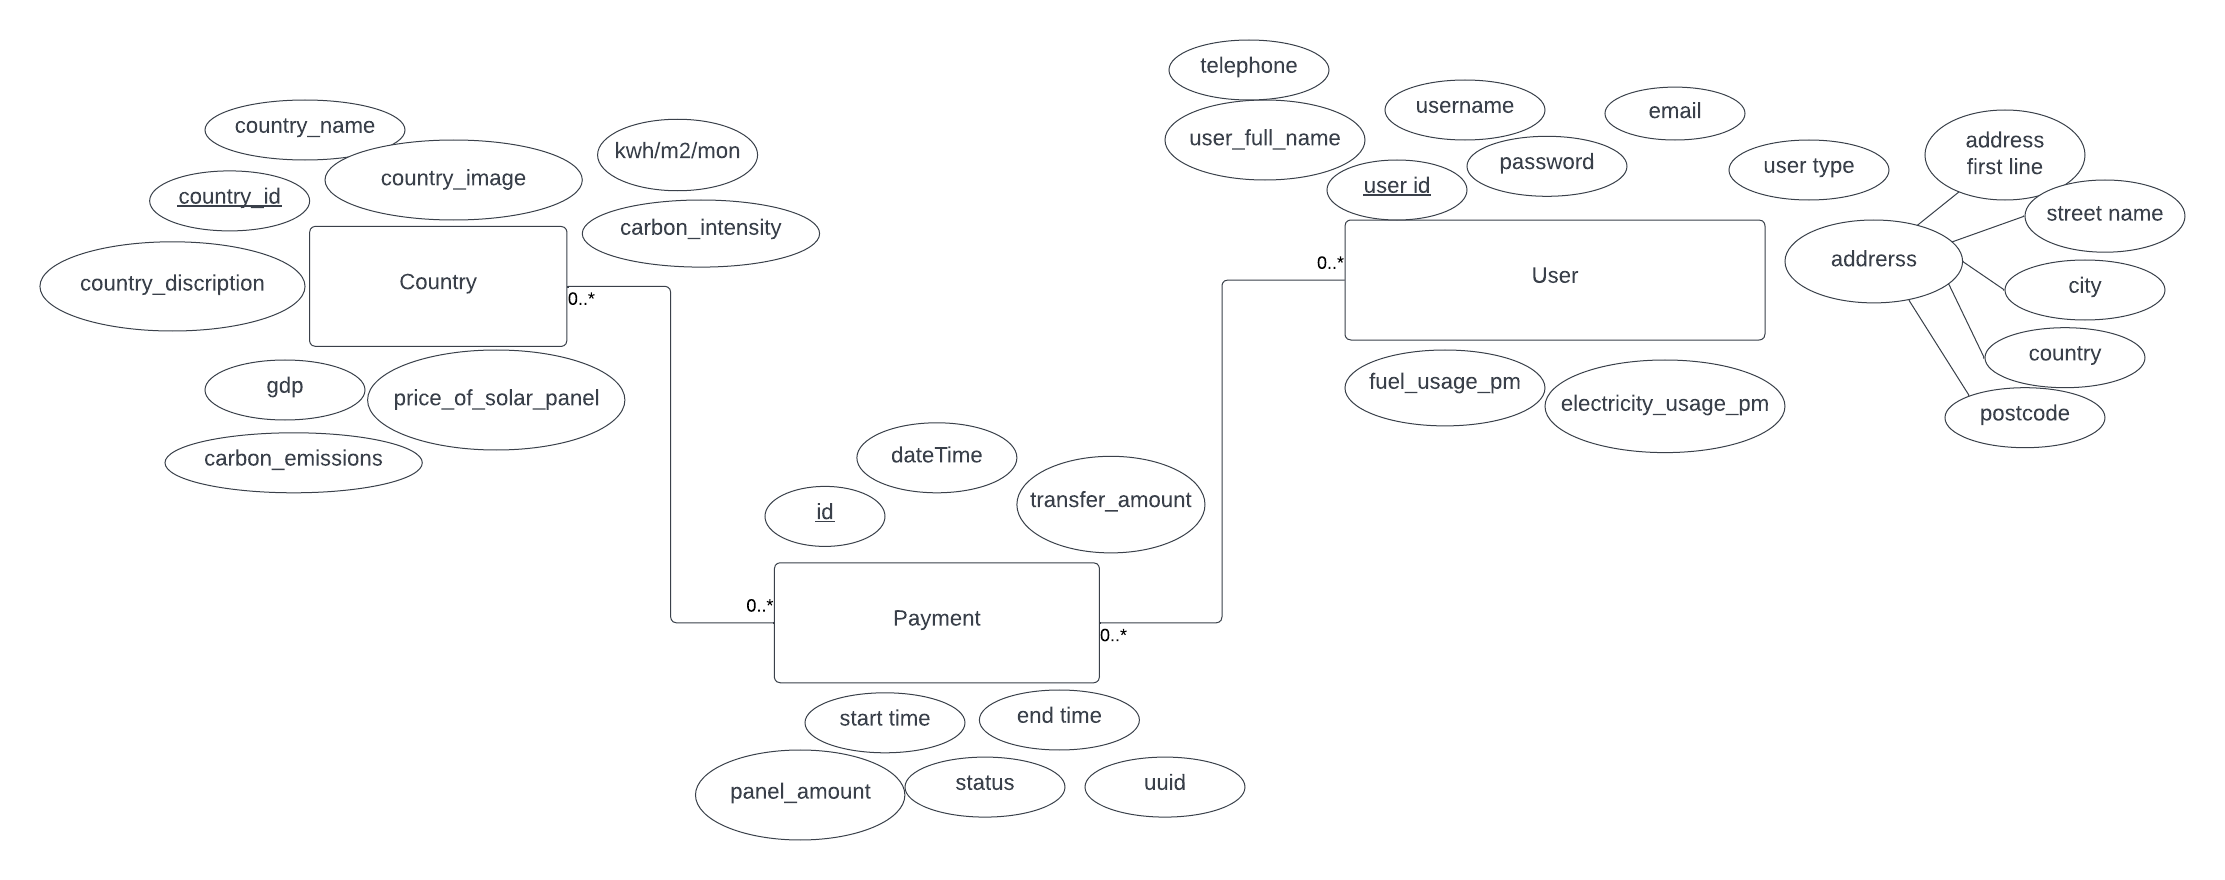 telephone
username
email
country_name
user_full_name
address
first line
kwh/m2/mon
password
user type
country_image
country_id
user id
street name
carbon_intensity
0..*
addrerss
Country
User
country_discription
city
0..*
country
gdp
price_of_solar_panel
fuel_usage_pm
electricity_usage_pm
postcode
carbon_emissions
dateTime
id
transfer_amount
0..*
Payment
0..*
start time
end time
panel_amount
status
uuid